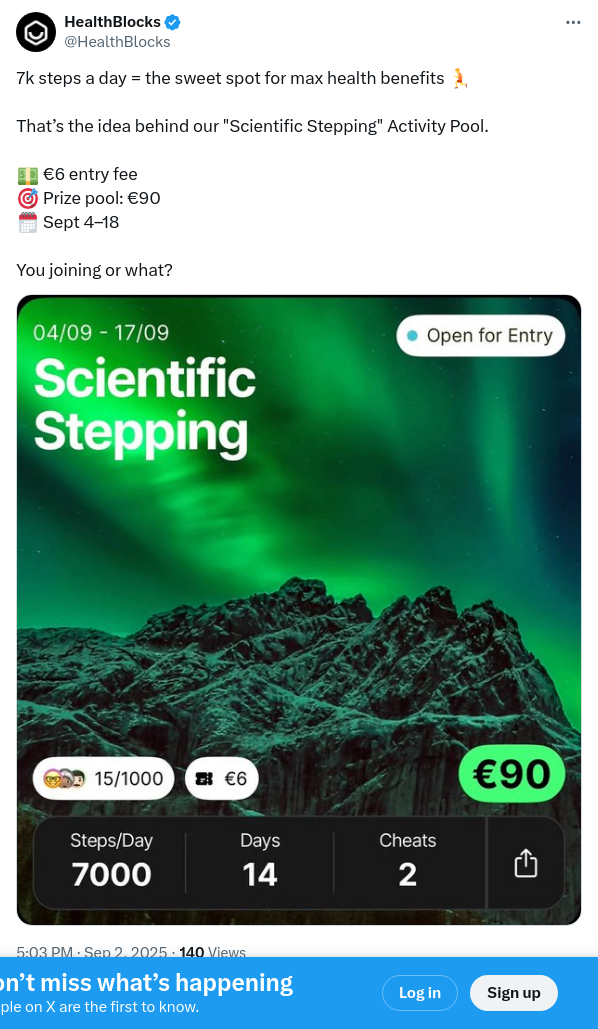 HealthBlocks
@HealthBlocks
7k steps a day = the sweet spot for max health benefits 🏃
That’s the idea behind our "Scientific Stepping" Activity Pool.
💵 €6 entry fee
🎯 Prize pool: €90
🗓️ Sept 4–18
You joining or what?
04/09 - 17/09
Open for Entry
Scientific
Stepping
15/1000
€6
€90
Steps/Day
7000
Days
14
Cheats
2
5:03 PM · Sep 2, 2025 · 140 Views
on’t miss what’s happening
ple on X are the first to know.
Log in
Sign up